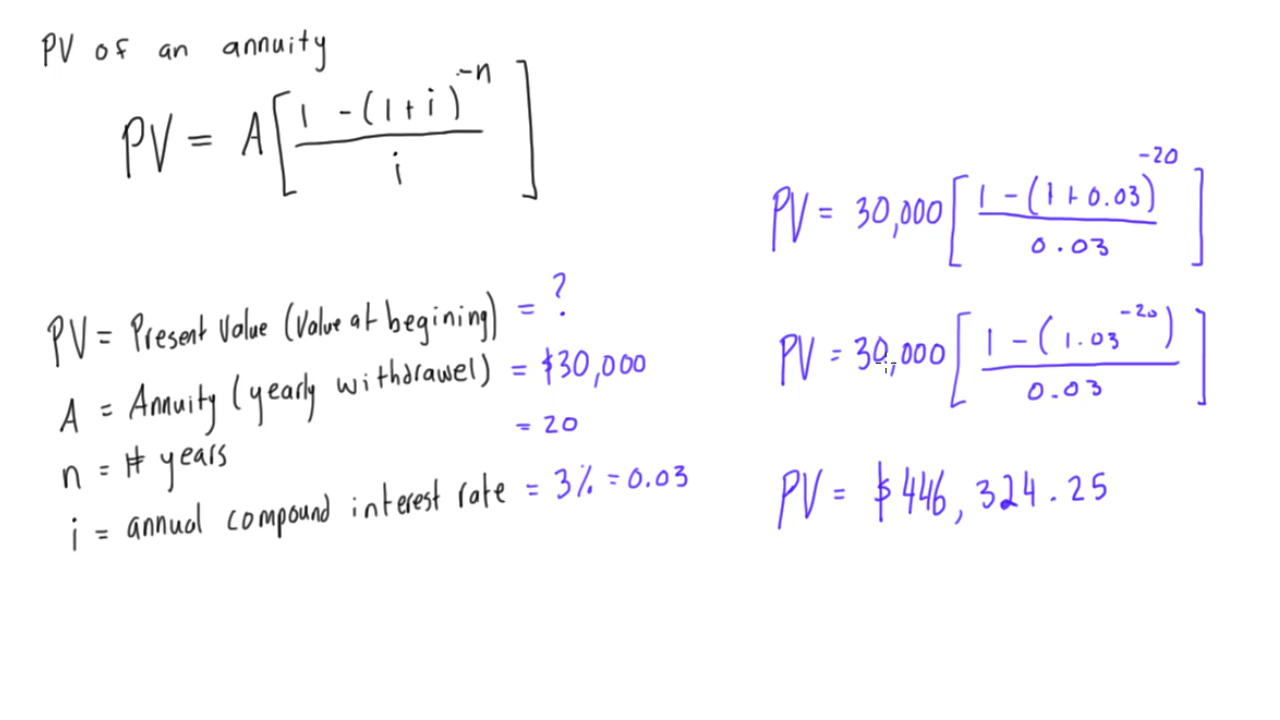 PV of an annuity
PV = A[1 - (1+i)^-n / i]
PV = Present Value (Value at begining) = ?
A = Annuity (yearly withdrawel) = $30,000
n = # years = 20
i = annual compound interest rate = 3% = 0.03
PV = 30,000[1 - (1+0.03)^-20 / 0.03]
PV = 30,000[1 - (1.03^-20) / 0.03]
PV = $446,324.25